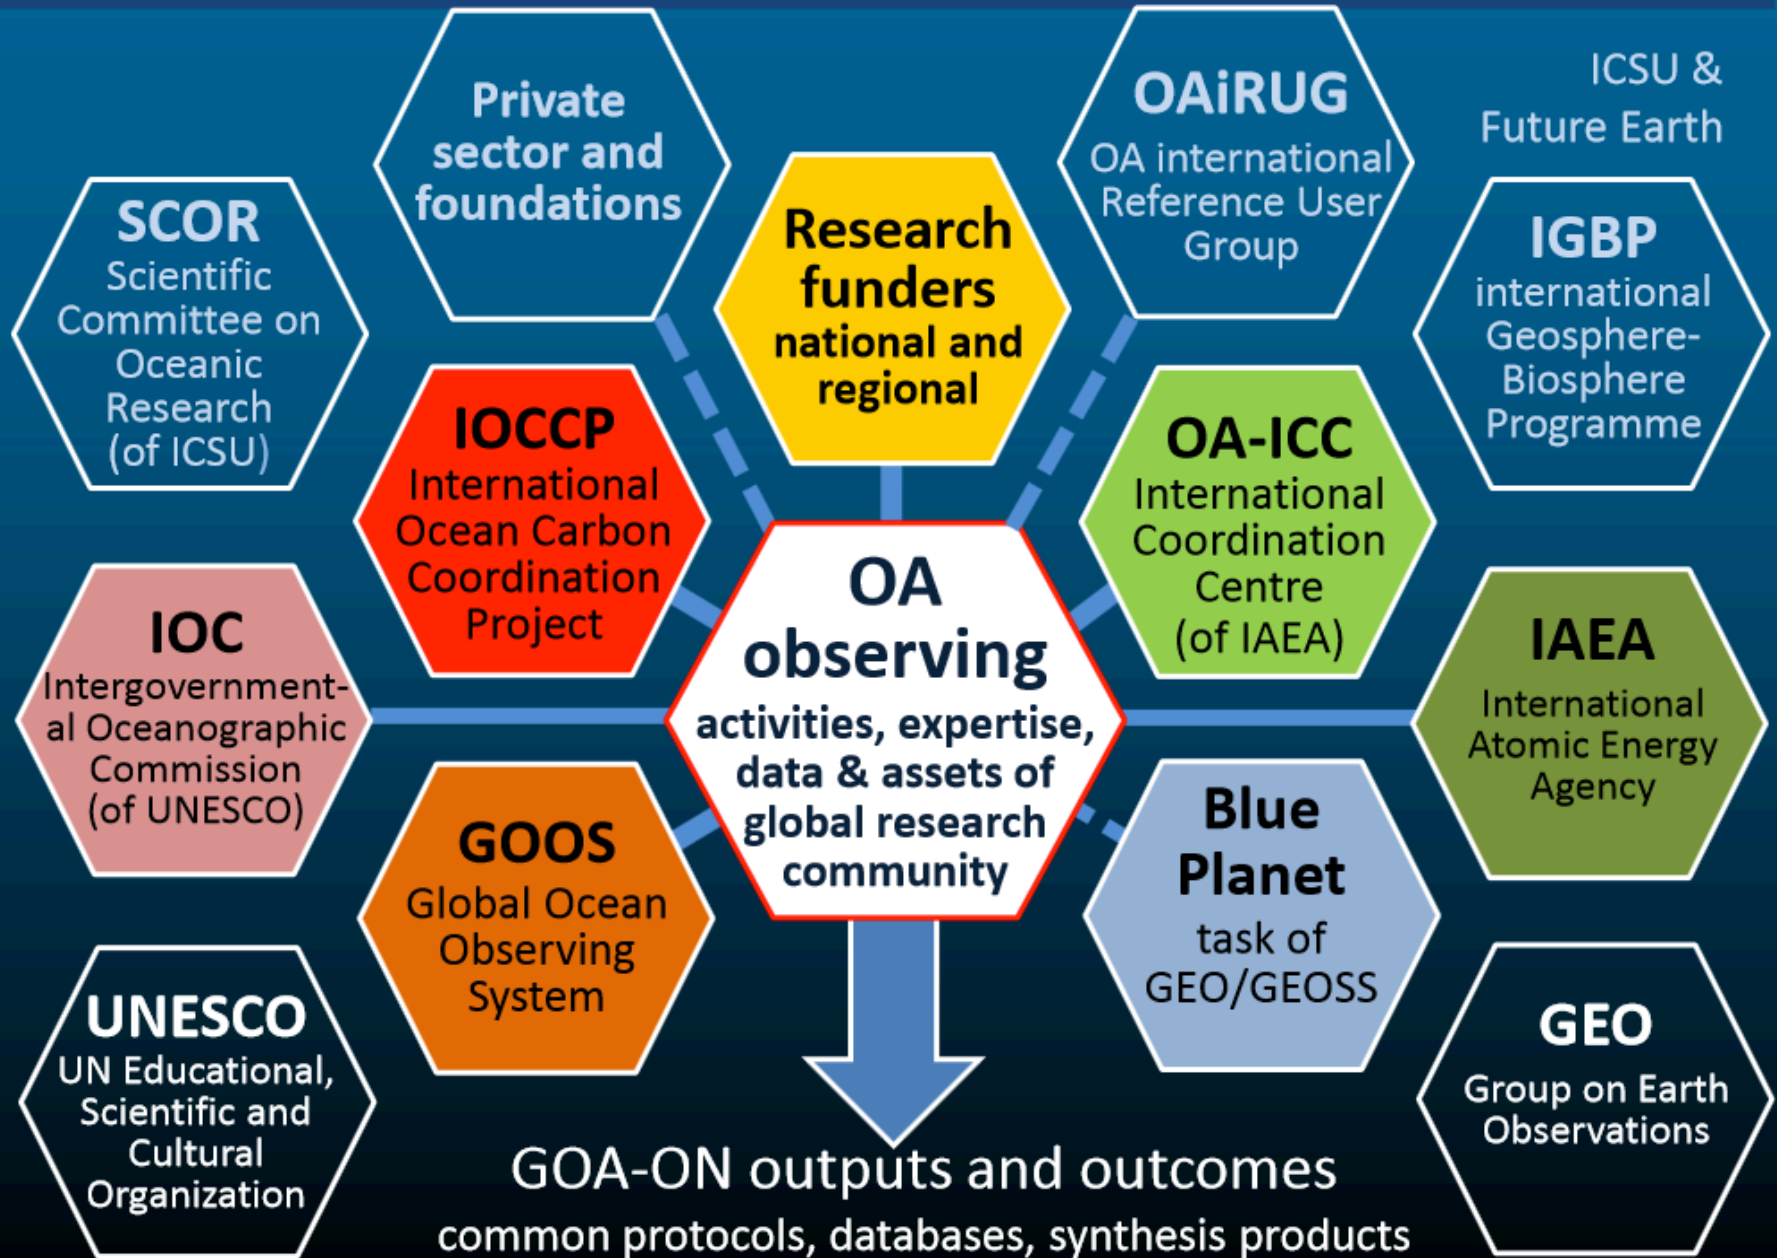 Private
sector and
foundations
OAiRUG
OA international
Reference User
Group
ICSU &
Future Earth
SCOR
Scientific
Committee on
Oceanic
Research
(of ICSU)
Research
funders
national and
regional
IGBP
international
Geosphere-
Biosphere
Programme
IOCCP
International
Ocean Carbon
Coordination
Project
OA-ICC
International
Coordination
Centre
(of IAEA)
IOC
Intergovernment-
al Oceanographic
Commission
(of UNESCO)
OA
observing
activities, expertise,
data & assets of
global research
community
IAEA
International
Atomic Energy
Agency
GOOS
Global Ocean
Observing
System
Blue
Planet
task of
GEO/GEOSS
UNESCO
UN Educational,
Scientific and
Cultural
Organization
GEO
Group on Earth
Observations
GOA-ON outputs and outcomes
common protocols, databases, synthesis products